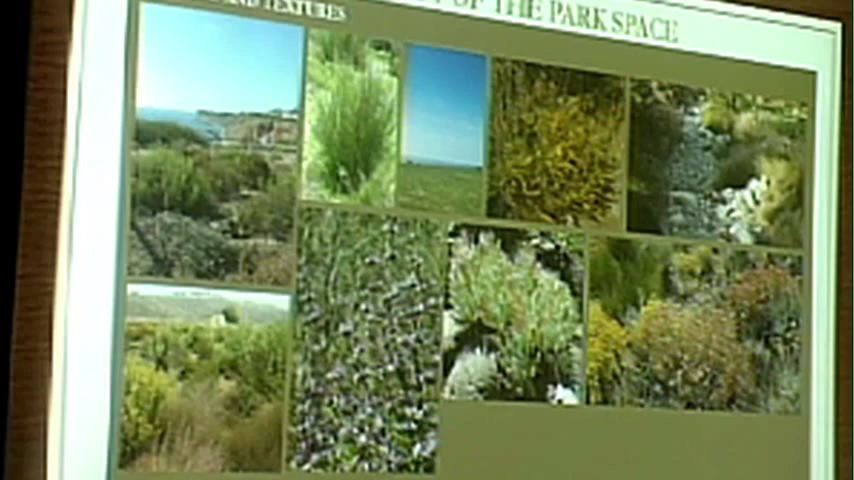 OF THE PARK SPACE
AND TEXTURES